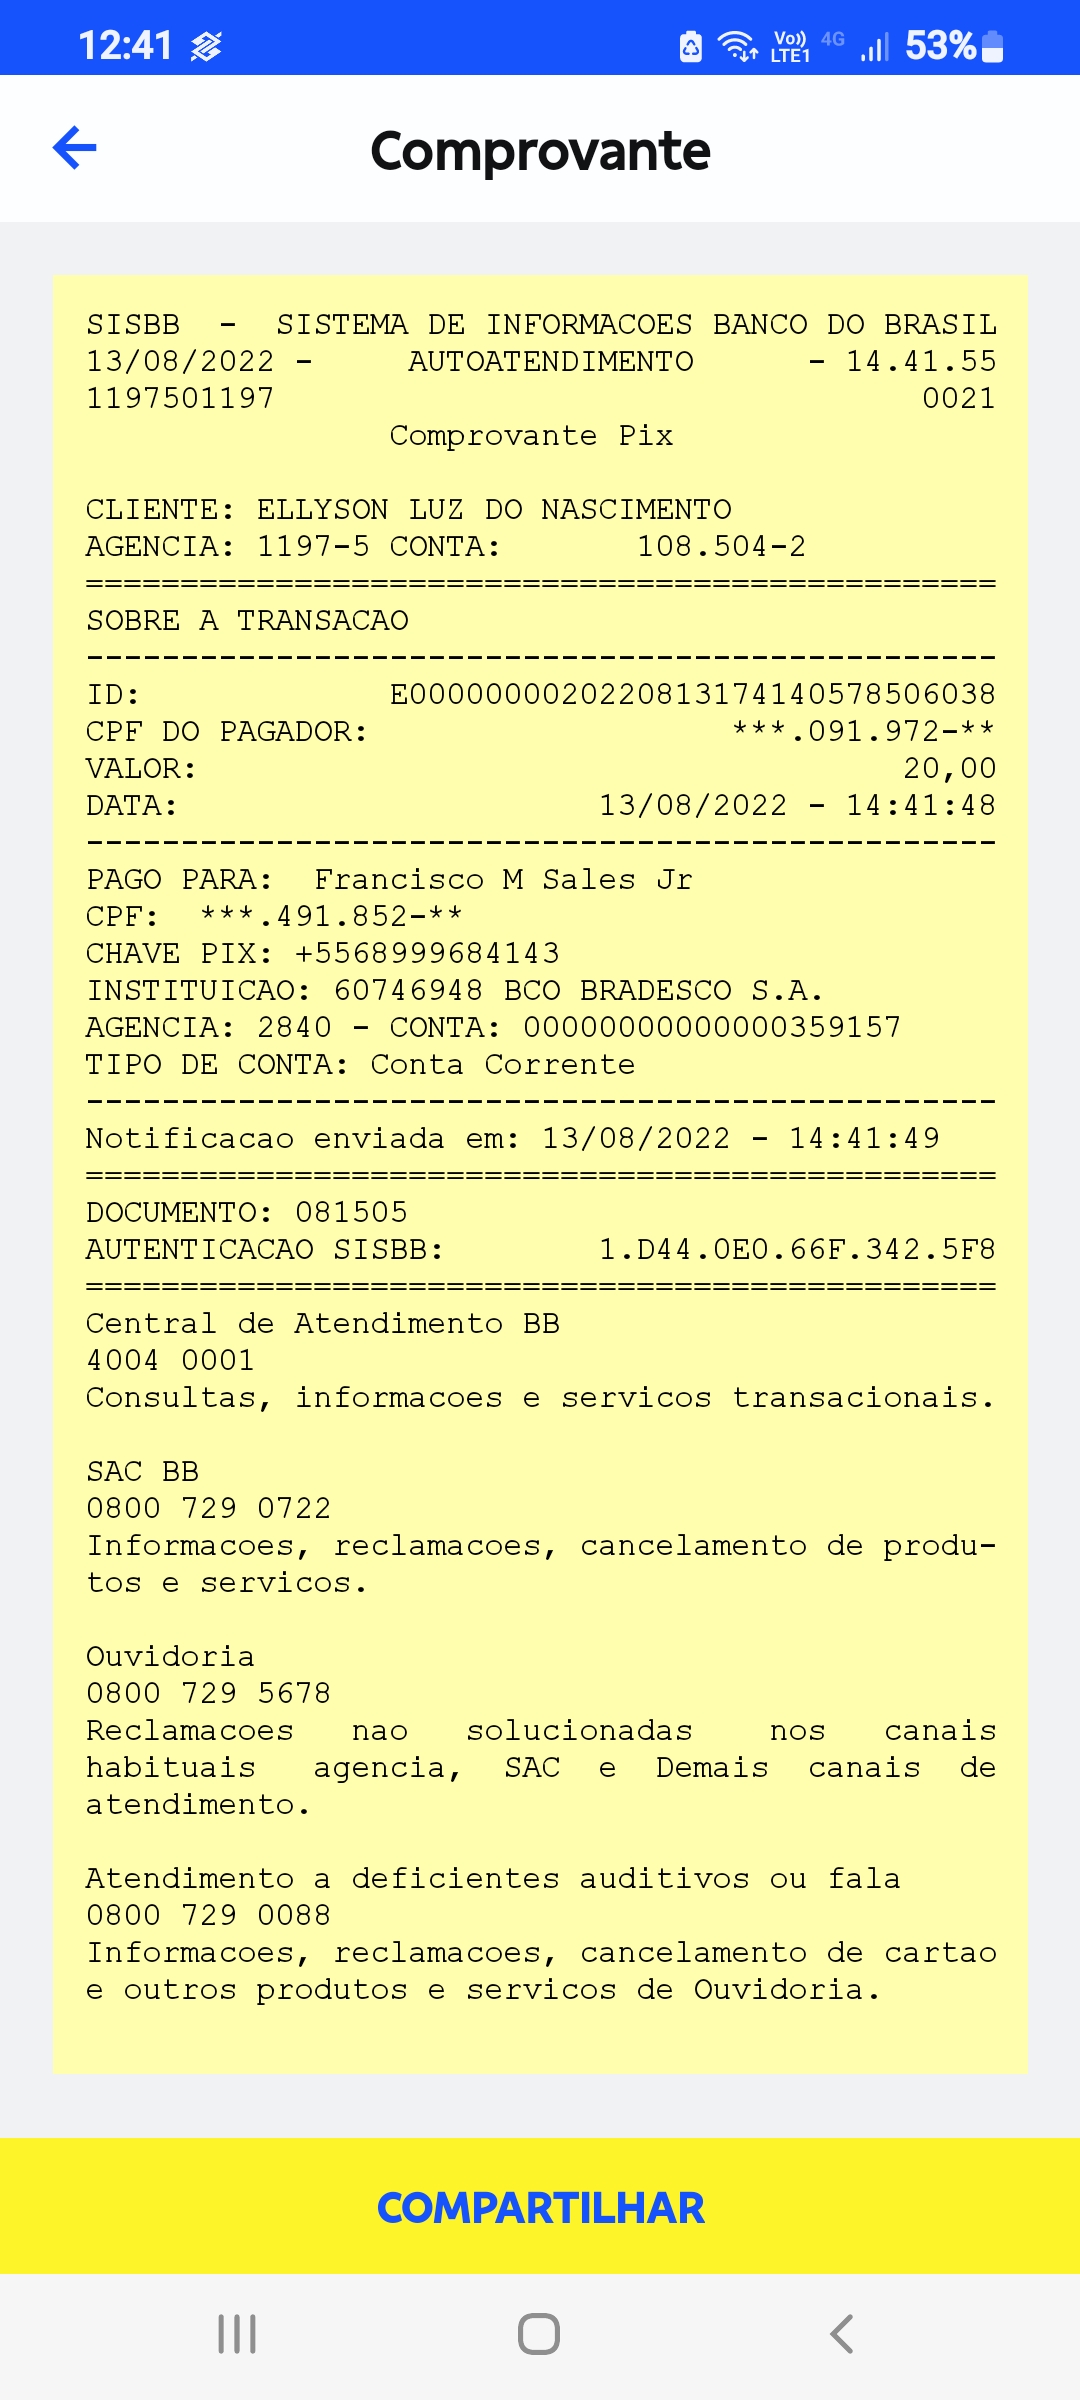 12:41
Vo)) LTE1 4G 53%
Comprovante
SISBB - SISTEMA DE INFORMACOES BANCO DO BRASIL
13/08/2022 - AUTOATENDIMENTO - 14.41.55
1197501197 0021
Comprovante Pix
CLIENTE: ELLYSON LUZ DO NASCIMENTO
AGENCIA: 1197-5 CONTA: 108.504-2
================================================
SOBRE A TRANSACAO
------------------------------------------------
ID: E0000000020220813174140578506038
CPF DO PAGADOR: ***.091.972-**
VALOR: 20,00
DATA: 13/08/2022 - 14:41:48
------------------------------------------------
PAGO PARA: Francisco M Sales Jr
CPF: ***.491.852-**
CHAVE PIX: +5568999684143
INSTITUICAO: 60746948 BCO BRADESCO S.A.
AGENCIA: 2840 - CONTA: 00000000000000359157
TIPO DE CONTA: Conta Corrente
------------------------------------------------
Notificacao enviada em: 13/08/2022 - 14:41:49
================================================
DOCUMENTO: 081505
AUTENTICACAO SISBB: 1.D44.0E0.66F.342.5F8
================================================
Central de Atendimento BB
4004 0001
Consultas, informacoes e servicos transacionais.
SAC BB
0800 729 0722
Informacoes, reclamacoes, cancelamento de produ-
tos e servicos.
Ouvidoria
0800 729 5678
Reclamacoes nao solucionadas nos canais
habituais agencia, SAC e Demais canais de
atendimento.
Atendimento a deficientes auditivos ou fala
0800 729 0088
Informacoes, reclamacoes, cancelamento de cartao
e outros produtos e servicos de Ouvidoria.
COMPARTILHAR